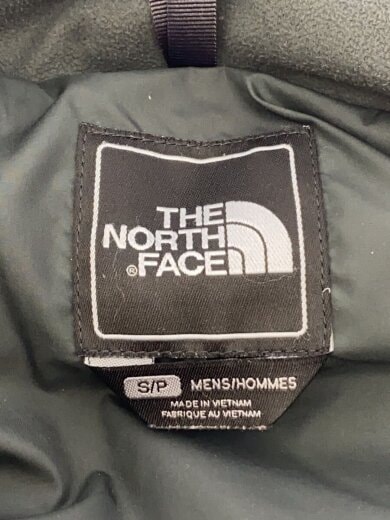 THE
NORTH
® FACE
S/P MENS/HOMMES
MADE IN VIETNAM
FABRIQUE AU VIETNAM